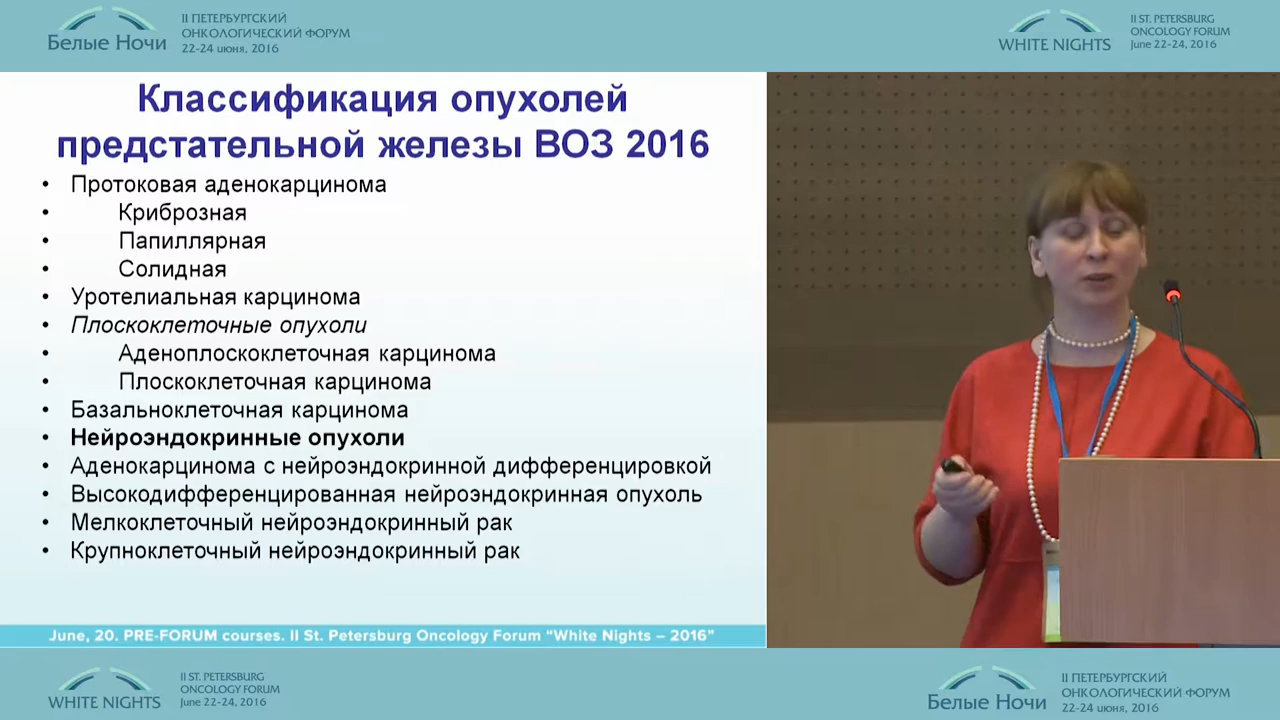 Белые Ночи
II ПЕТЕРБУРГСКИЙ
ОНКОЛОГИЧЕСКИЙ ФОРУМ
22-24 июня, 2016
WHITE NIGHTS
II ST. PETERSBURG
ONCOLOGY FORUM
June 22-24, 2016
Классификация опухолей
предстательной железы ВОЗ 2016
• Протоковая аденокарцинома
• Криброзная
• Папиллярная
• Солидная
• Уротелиальная карцинома
• Плоскоклеточные опухоли
• Аденоплоскоклеточная карцинома
• Плоскоклеточная карцинома
• Базальноклеточная карцинома
• Нейроэндокринные опухоли
• Аденокарцинома с нейроэндокринной дифференцировкой
• Высокодифференцированная нейроэндокринная опухоль
• Мелкоклеточный нейроэндокринный рак
• Крупноклеточный нейроэндокринный рак
June, 20. PRE-FORUM courses. II St. Petersburg Oncology Forum “White Nights – 2016”
WHITE NIGHTS
II ST. PETERSBURG
ONCOLOGY FORUM
June 22-24, 2016
Белые Ночи
II ПЕТЕРБУРГСКИЙ
ОНКОЛОГИЧЕСКИЙ ФОРУМ
22-24 июня, 2016